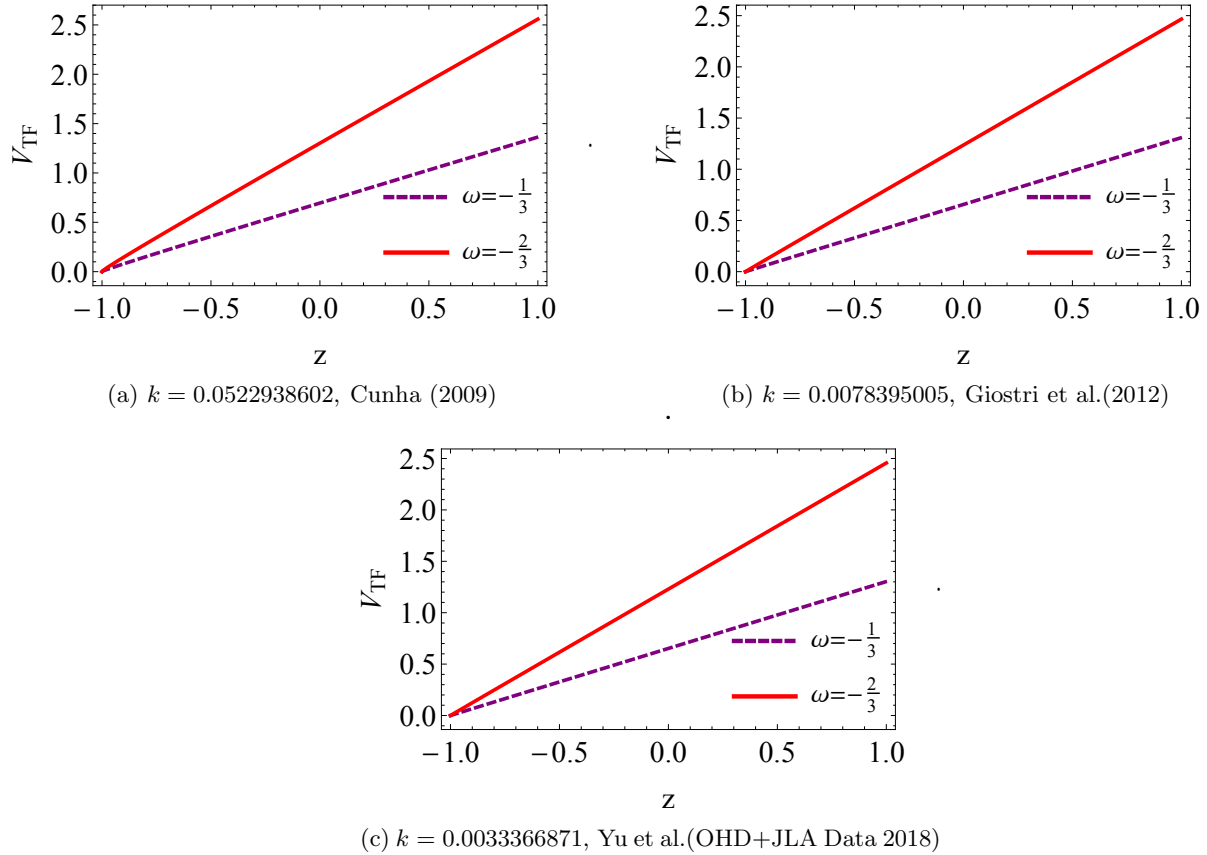 2.5
2.0
1.5
1.0
0.5
0.0
V_TF
ω=−1/3
ω=−2/3
−1.0 −0.5 0.0 0.5 1.0
z
(a) k = 0.0522938602, Cunha (2009)
2.5
2.0
1.5
1.0
0.5
0.0
V_TF
ω=−1/3
ω=−2/3
−1.0 −0.5 0.0 0.5 1.0
z
(b) k = 0.0078395005, Giostri et al.(2012)
2.5
2.0
1.5
1.0
0.5
0.0
V_TF
ω=−1/3
ω=−2/3
−1.0 −0.5 0.0 0.5 1.0
z
(c) k = 0.0033366871, Yu et al.(OHD+JLA Data 2018)